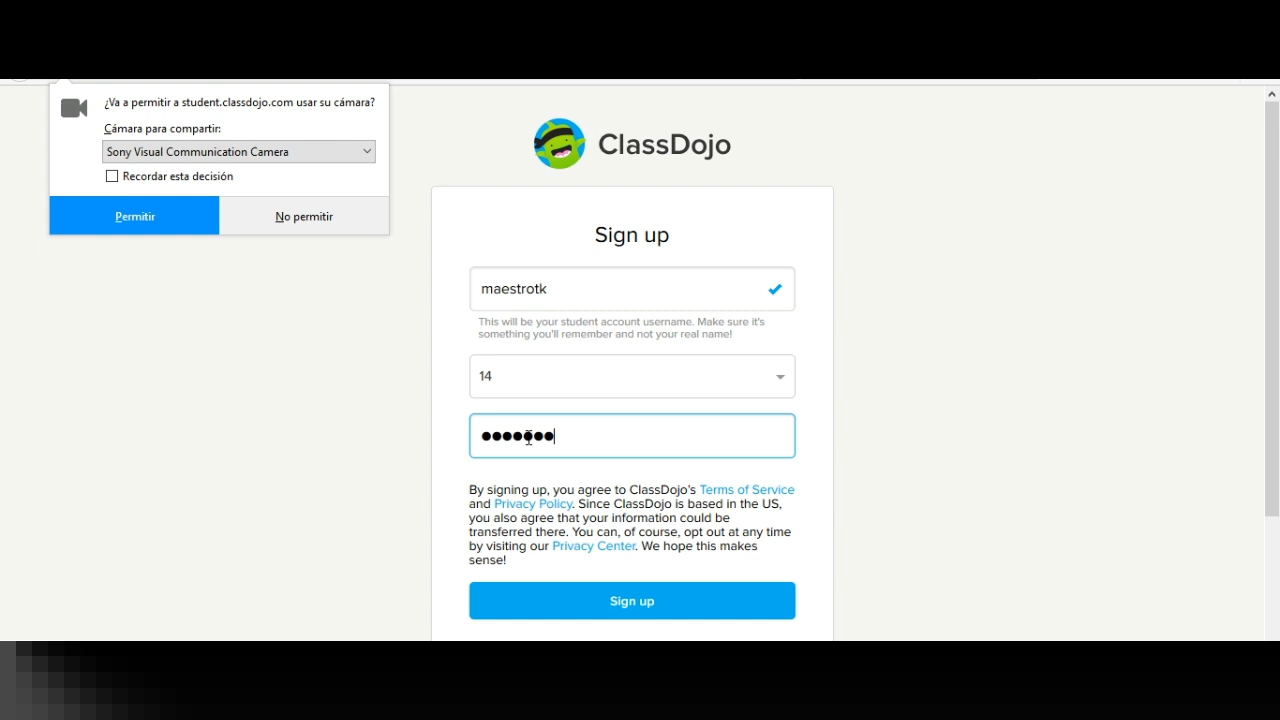 ¿Va a permitir a student.classdojo.com usar su cámara?
Cámara para compartir:
Sony Visual Communication Camera
Recordar esta decisión
Permitir
No permitir
ClassDojo
Sign up
maestrotk
This will be your student account username. Make sure it's
something you'll remember and not your real name!
14
●●●●●●●
By signing up, you agree to ClassDojo's Terms of Service
and Privacy Policy. Since ClassDojo is based in the US,
you also agree that your information could be
transferred there. You can, of course, opt out at any time
by visiting our Privacy Center. We hope this makes
sense!
Sign up